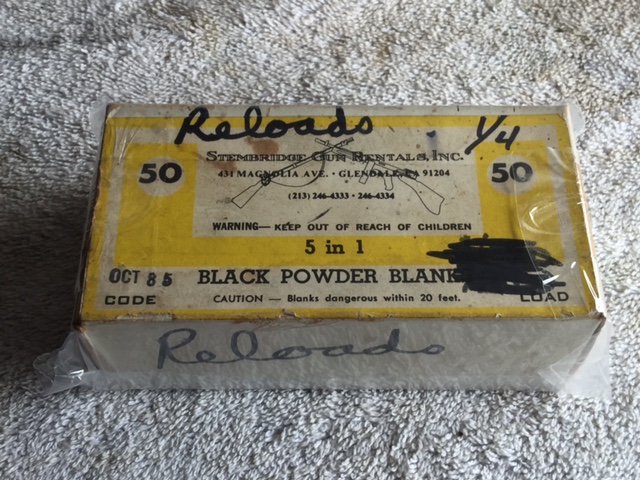 Reloads 1/4
50 STEMBRIDGE GUN RENTALS, INC. 50
431 MAGNOLIA AVE. · GLENDALE, CA 91204
(213) 246-4333 · 246-4334
WARNING— KEEP OUT OF REACH OF CHILDREN
5 in 1
OCT 85 BLACK POWDER BLANK
CODE CAUTION — Blanks dangerous within 20 feet. LOAD
Reloads